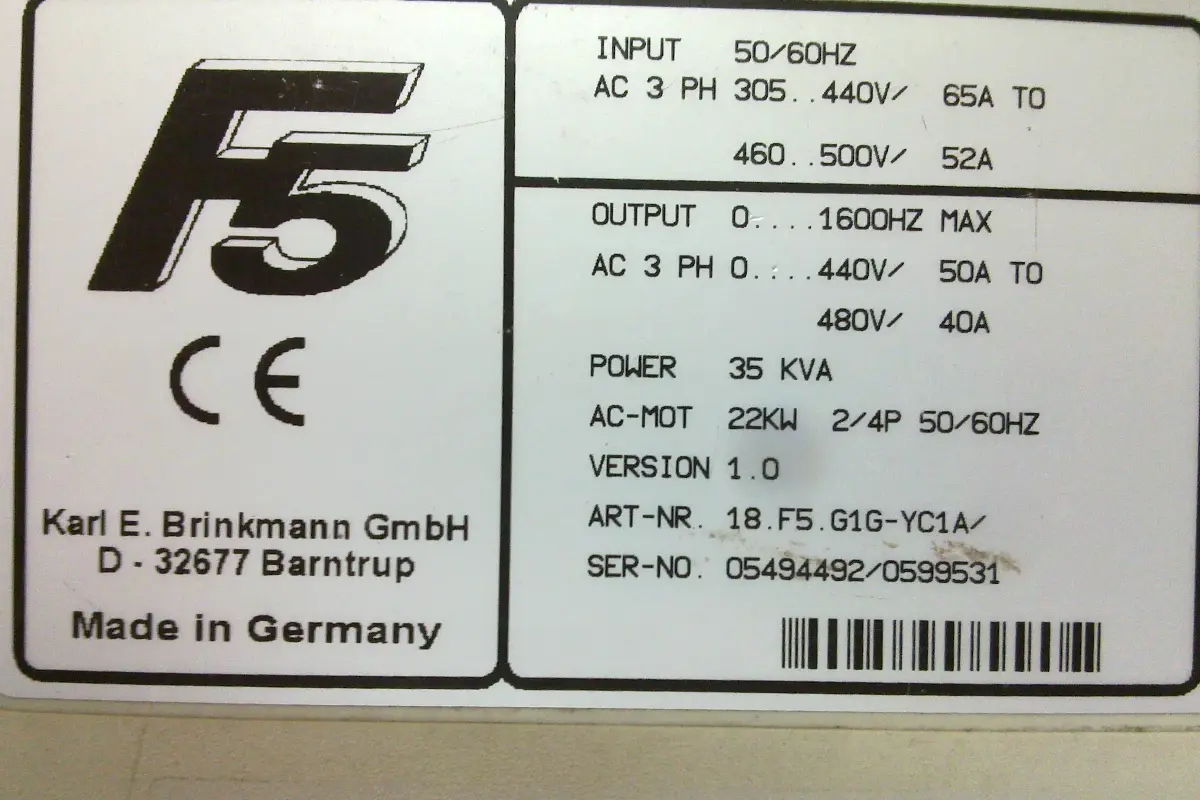 F5
CE
Karl E. Brinkmann GmbH
D - 32677 Barntrup
Made in Germany
INPUT 50/60HZ
AC 3 PH 305..440V/ 65A TO
460..500V/ 52A
OUTPUT 0....1600HZ MAX
AC 3 PH 0....440V/ 50A TO
480V/ 40A
POWER 35 KVA
AC-MOT 22KW 2/4P 50/60HZ
VERSION 1.0
ART-NR. 18.F5.G1G-YC1A/
SER-NO. 05494492/0599531